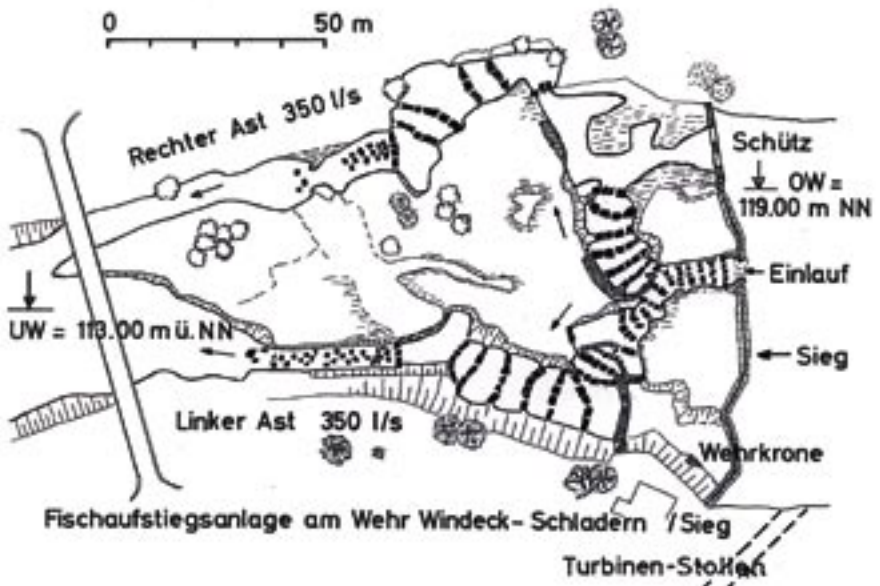 0 50 m
Rechter Ast 350 l/s
Schütz
OW =
119.00 m NN
Einlauf
UW = 113.00 m ü. NN
Sieg
Linker Ast 350 l/s
Wehrkrone
Fischaufstiegsanlage am Wehr Windeck-Schladern /Sieg
Turbinen-Stollen